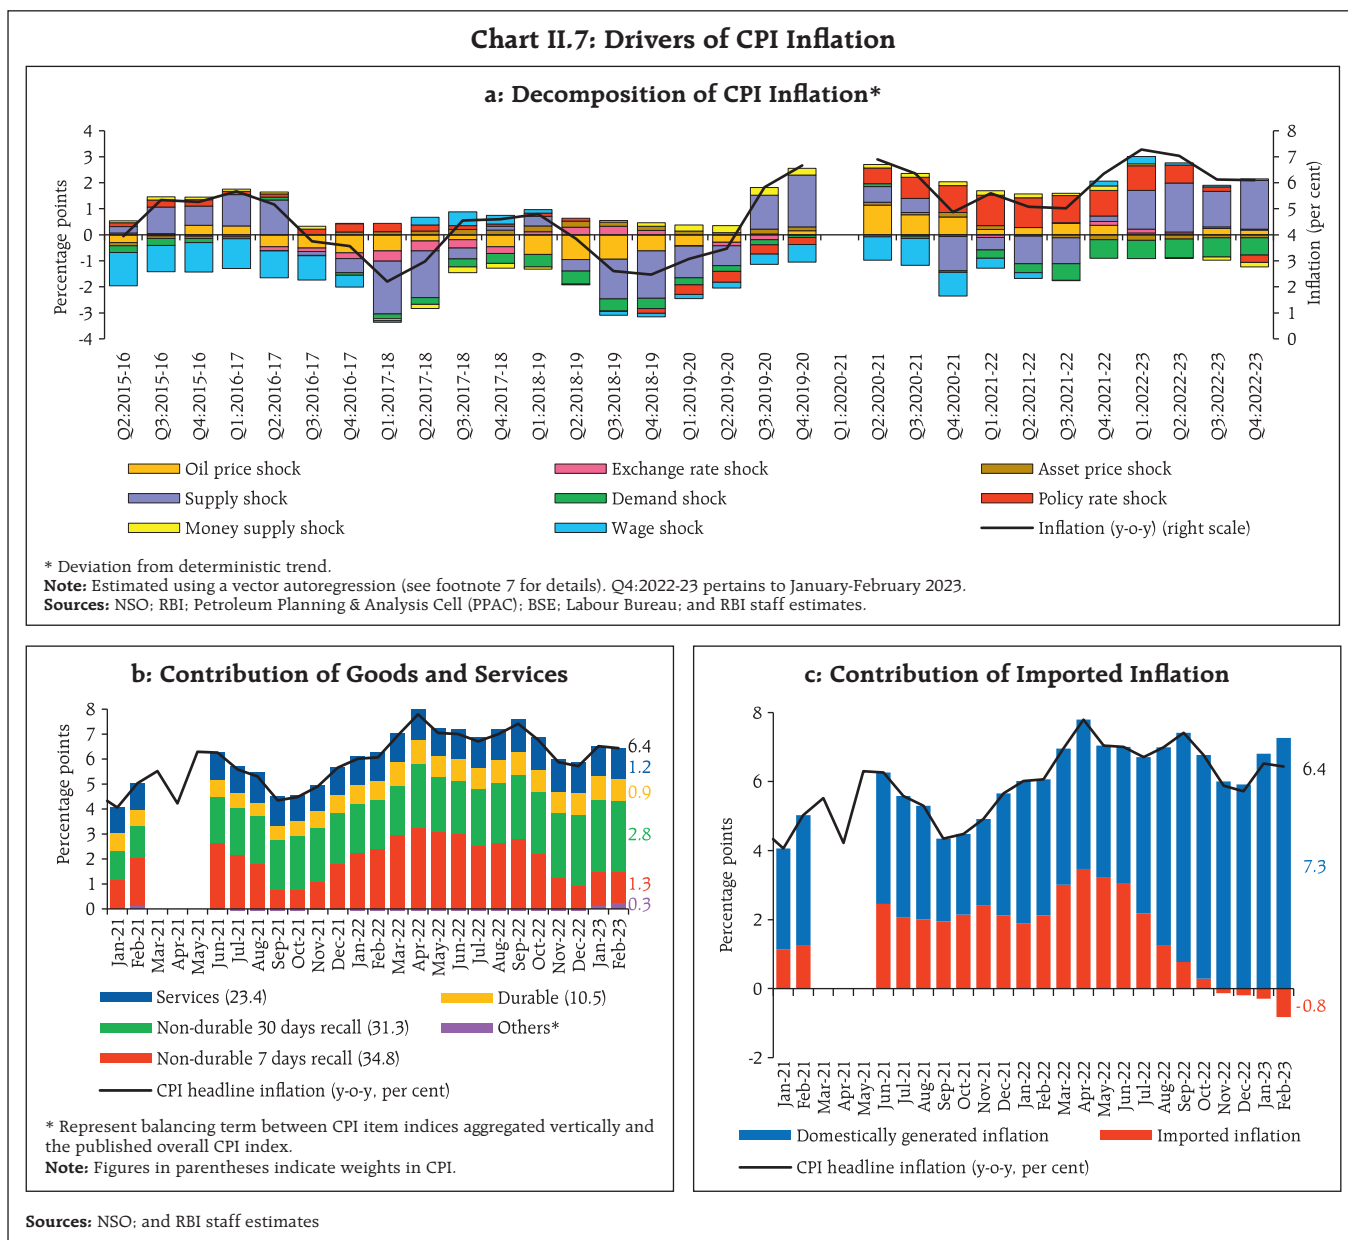 Chart II.7: Drivers of CPI Inflation
a: Decomposition of CPI Inflation*
Percentage points
4
3
2
1
0
-1
-2
-3
-4
8
7
6
5
4
3
2
1
0
Inflation (per cent)
Q2:2015-16
Q3:2015-16
Q4:2015-16
Q1:2016-17
Q2:2016-17
Q3:2016-17
Q4:2016-17
Q1:2017-18
Q2:2017-18
Q3:2017-18
Q4:2017-18
Q1:2018-19
Q2:2018-19
Q3:2018-19
Q4:2018-19
Q1:2019-20
Q2:2019-20
Q3:2019-20
Q4:2019-20
Q1:2020-21
Q2:2020-21
Q3:2020-21
Q4:2020-21
Q1:2021-22
Q2:2021-22
Q3:2021-22
Q4:2021-22
Q1:2022-23
Q2:2022-23
Q3:2022-23
Q4:2022-23
Oil price shock
Exchange rate shock
Asset price shock
Supply shock
Demand shock
Policy rate shock
Money supply shock
Wage shock
Inflation (y-o-y) (right scale)
* Deviation from deterministic trend.
Note: Estimated using a vector autoregression (see footnote 7 for details). Q4:2022-23 pertains to January-February 2023.
Sources: NSO; RBI; Petroleum Planning & Analysis Cell (PPAC); BSE; Labour Bureau; and RBI staff estimates.
b: Contribution of Goods and Services
Percentage points
8
7
6
5
4
3
2
1
0
6.4
1.2
0.9
2.8
1.3
0.3
Jan-21
Feb-21
Mar-21
Apr-21
May-21
Jun-21
Jul-21
Aug-21
Sep-21
Oct-21
Nov-21
Dec-21
Jan-22
Feb-22
Mar-22
Apr-22
May-22
Jun-22
Jul-22
Aug-22
Sep-22
Oct-22
Nov-22
Dec-22
Jan-23
Feb-23
Services (23.4)
Durable (10.5)
Non-durable 30 days recall (31.3)
Others*
Non-durable 7 days recall (34.8)
CPI headline inflation (y-o-y, per cent)
* Represent balancing term between CPI item indices aggregated vertically and
the published overall CPI index.
Note: Figures in parentheses indicate weights in CPI.
c: Contribution of Imported Inflation
Percentage points
8
6
4
2
0
-2
6.4
7.3
-0.8
Jan-21
Feb-21
Mar-21
Apr-21
May-21
Jun-21
Jul-21
Aug-21
Sep-21
Oct-21
Nov-21
Dec-21
Jan-22
Feb-22
Mar-22
Apr-22
May-22
Jun-22
Jul-22
Aug-22
Sep-22
Oct-22
Nov-22
Dec-22
Jan-23
Feb-23
Domestically generated inflation
Imported inflation
CPI headline inflation (y-o-y, per cent)
Sources: NSO; and RBI staff estimates